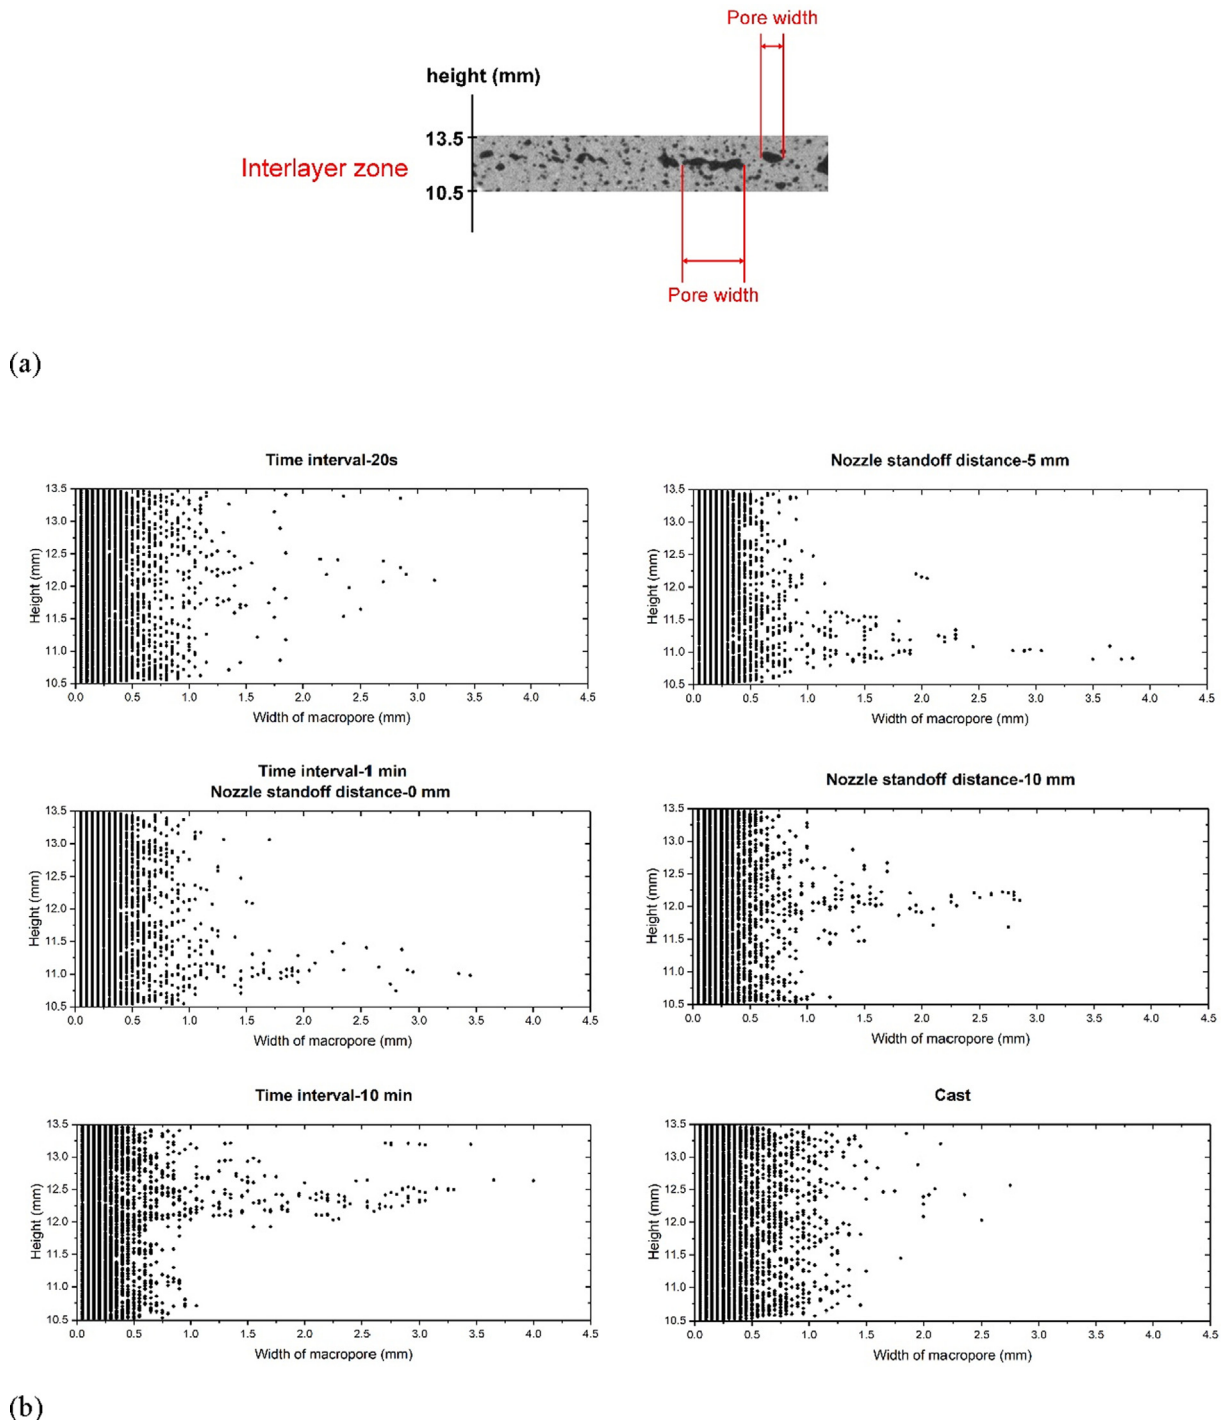 Pore width
height (mm)
13.5
Interlayer zone
10.5
Pore width
(a)
Time interval-20s
13.5
13.0
12.5
12.0
11.5
11.0
10.5
Height (mm)
0.0 0.5 1.0 1.5 2.0 2.5 3.0 3.5 4.0 4.5
Width of macropore (mm)
Nozzle standoff distance-5 mm
13.5
13.0
12.5
12.0
11.5
11.0
10.5
Height (mm)
0.0 0.5 1.0 1.5 2.0 2.5 3.0 3.5 4.0 4.5
Width of macropore (mm)
Time interval-1 min
Nozzle standoff distance-0 mm
13.5
13.0
12.5
12.0
11.5
11.0
10.5
Height (mm)
0.0 0.5 1.0 1.5 2.0 2.5 3.0 3.5 4.0 4.5
Width of macropore (mm)
Nozzle standoff distance-10 mm
13.5
13.0
12.5
12.0
11.5
11.0
10.5
Height (mm)
0.0 0.5 1.0 1.5 2.0 2.5 3.0 3.5 4.0 4.5
Width of macropore (mm)
Time interval-10 min
13.5
13.0
12.5
12.0
11.5
11.0
10.5
Height (mm)
0.0 0.5 1.0 1.5 2.0 2.5 3.0 3.5 4.0 4.5
Width of macropore (mm)
Cast
13.5
13.0
12.5
12.0
11.5
11.0
10.5
Height (mm)
0.0 0.5 1.0 1.5 2.0 2.5 3.0 3.5 4.0 4.5
Width of macropore (mm)
(b)